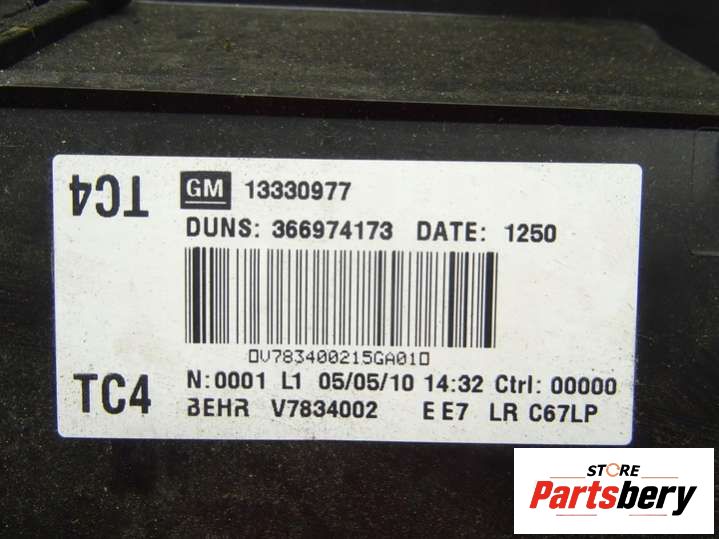 TC4
GM 13330977
DUNS: 366974173 DATE: 1250
V783400215GA01
TC4
N:0001 L1 05/05/10 14:32 Ctrl: 00000
BEHR V7834002 E E7 LR C67LP
STORE
Partsbery